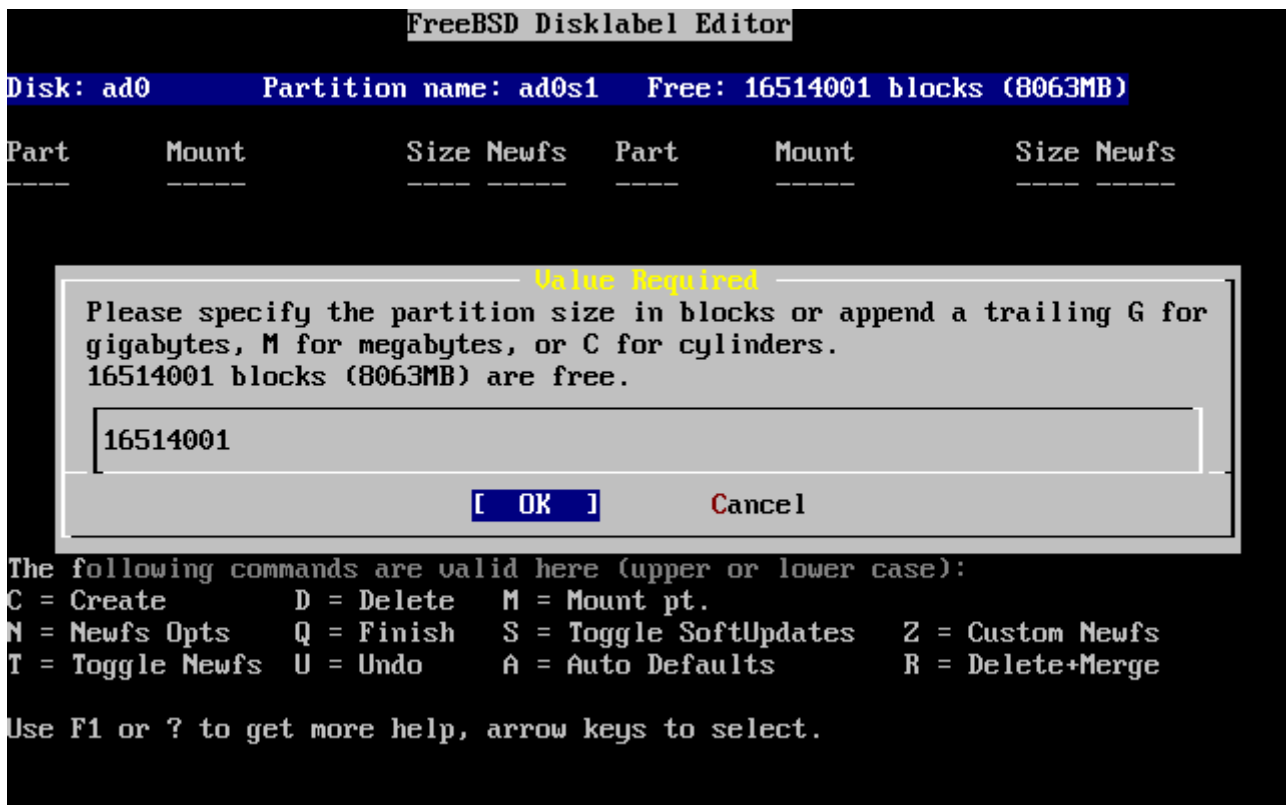 FreeBSD Disklabel Editor
Disk: ad0 Partition name: ad0s1 Free: 16514001 blocks (8063MB)
Part Mount Size Newfs Part Mount Size Newfs
---- ----- ---- ----- ---- ----- ---- -----
Value Required
Please specify the partition size in blocks or append a trailing G for
gigabytes, M for megabytes, or C for cylinders.
16514001 blocks (8063MB) are free.
16514001
[ OK ] Cancel
The following commands are valid here (upper or lower case):
C = Create D = Delete M = Mount pt.
N = Newfs Opts Q = Finish S = Toggle SoftUpdates Z = Custom Newfs
T = Toggle Newfs U = Undo A = Auto Defaults R = Delete+Merge
Use F1 or ? to get more help, arrow keys to select.